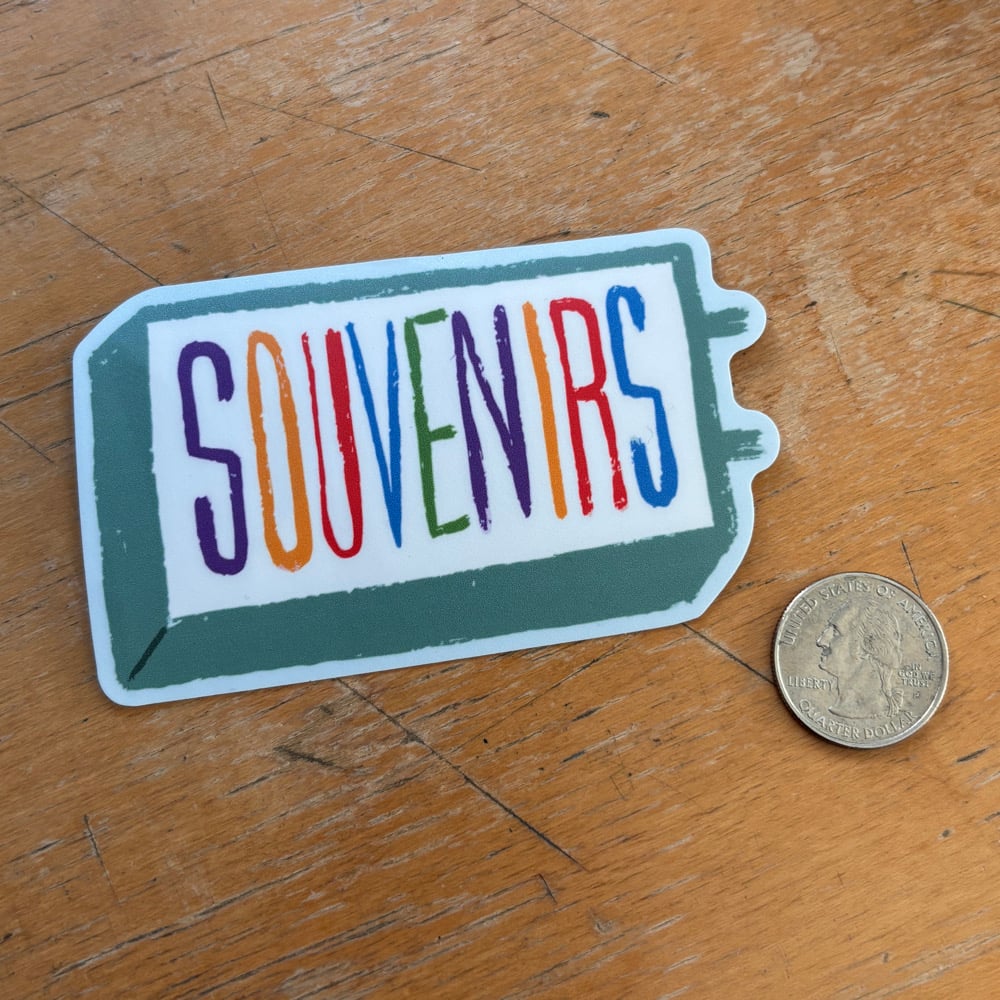 SOUVENIRS
UNITED STATES OF AMERICA
LIBERTY
IN
GOD WE
TRUST
P
QUARTER DOLLAR